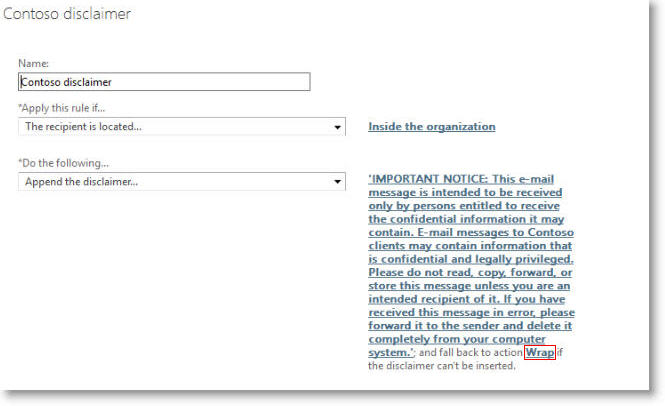 Contoso disclaimer
Name:
Contoso disclaimer
*Apply this rule if...
The recipient is located...
Inside the organization
*Do the following...
Append the disclaimer...
'IMPORTANT NOTICE: This e-mail
message is intended to be received
only by persons entitled to receive
the confidential information it may
contain. E-mail messages to Contoso
clients may contain information that
is confidential and legally privileged.
Please do not read, copy, forward, or
store this message unless you are an
intended recipient of it. If you have
received this message in error, please
forward it to the sender and delete it
completely from your computer
system.'; and fall back to action Wrap if
the disclaimer can't be inserted.